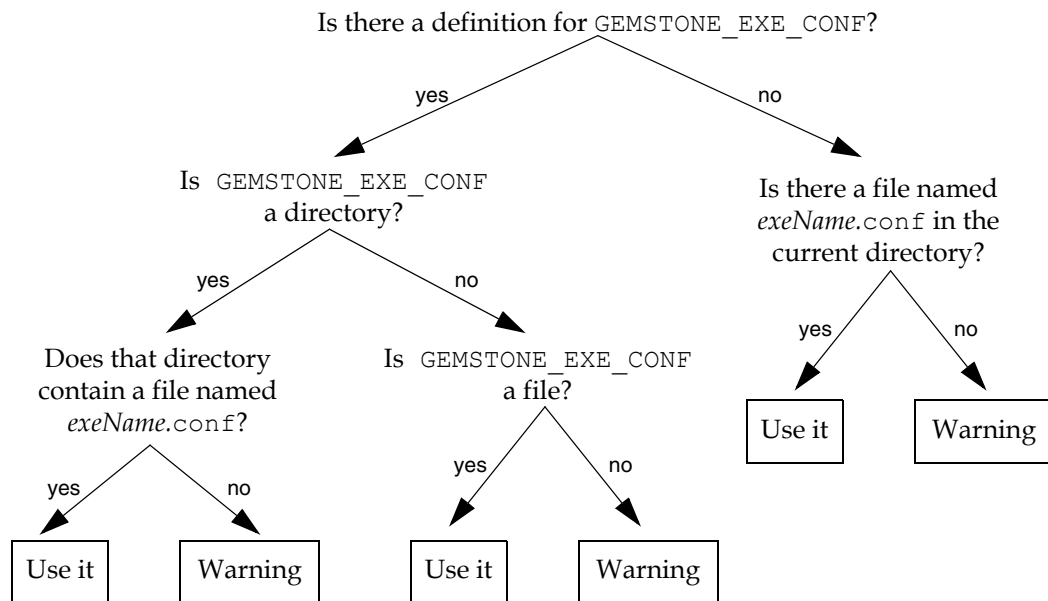 Is there a definition for GEMSTONE_EXE_CONF?
yes
no
Is GEMSTONE_EXE_CONF
a directory?
Is there a file named
exeName.conf in the
current directory?
yes
no
yes
no
Does that directory
contain a file named
exeName.conf?
Is GEMSTONE_EXE_CONF
a file?
Use it
Warning
yes
no
yes
no
Use it
Warning
Use it
Warning